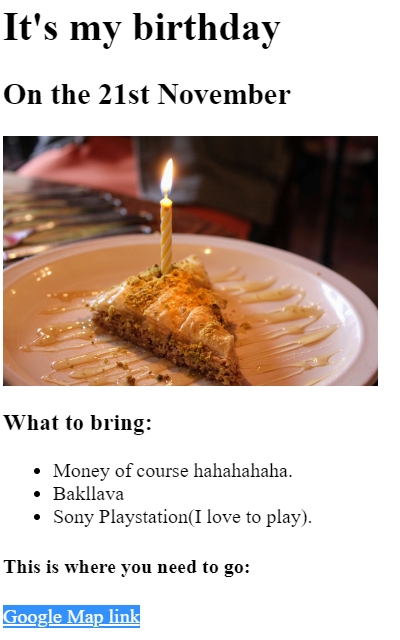 It's my birthday
On the 21st November
What to bring:
Money of course hahahahaha.
Bakllava
Sony Playstation(I love to play).
This is where you need to go:
Google Map link